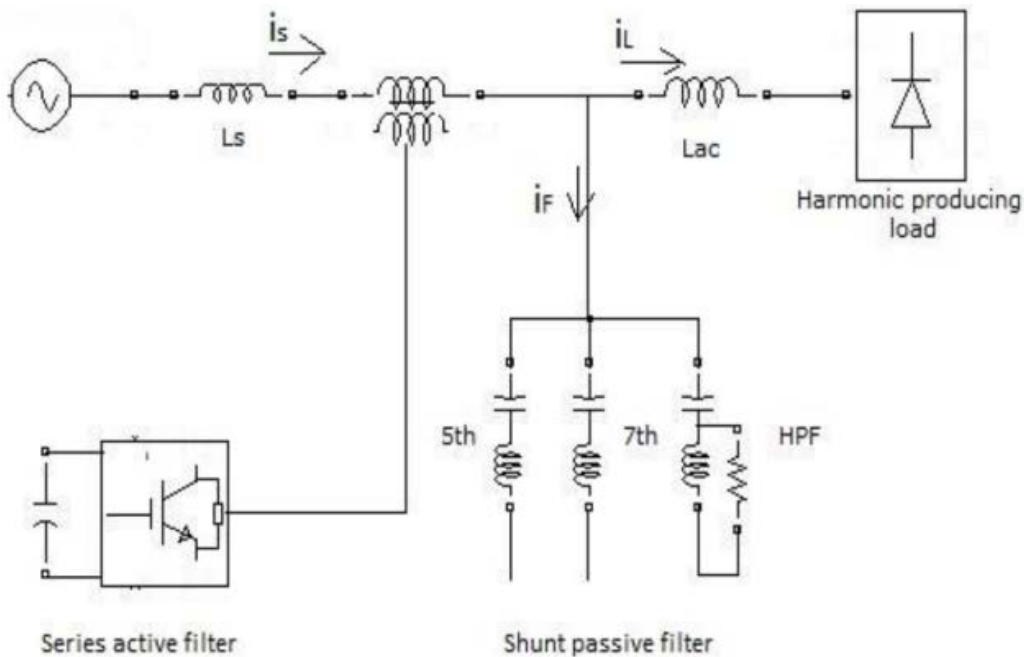 is
iL
Ls
Lac
Harmonic producing
load
iF
5th
7th
HPF
Series active filter
Shunt passive filter